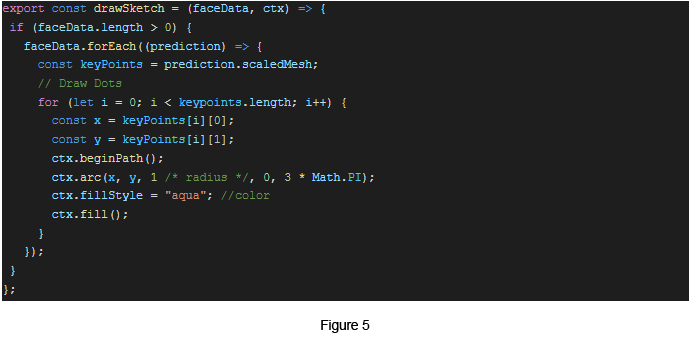 export const drawSketch = (faceData, ctx) => {
if (faceData.length > 0) {
faceData.forEach((prediction) => {
const keyPoints = prediction.scaledMesh;
// Draw Dots
for (let i = 0; i < keypoints.length; i++) {
const x = keyPoints[i][0];
const y = keyPoints[i][1];
ctx.beginPath();
ctx.arc(x, y, 1 /* radius */, 0, 3 * Math.PI);
ctx.fillStyle = "aqua"; //color
ctx.fill();
}
});
}
};
Figure 5